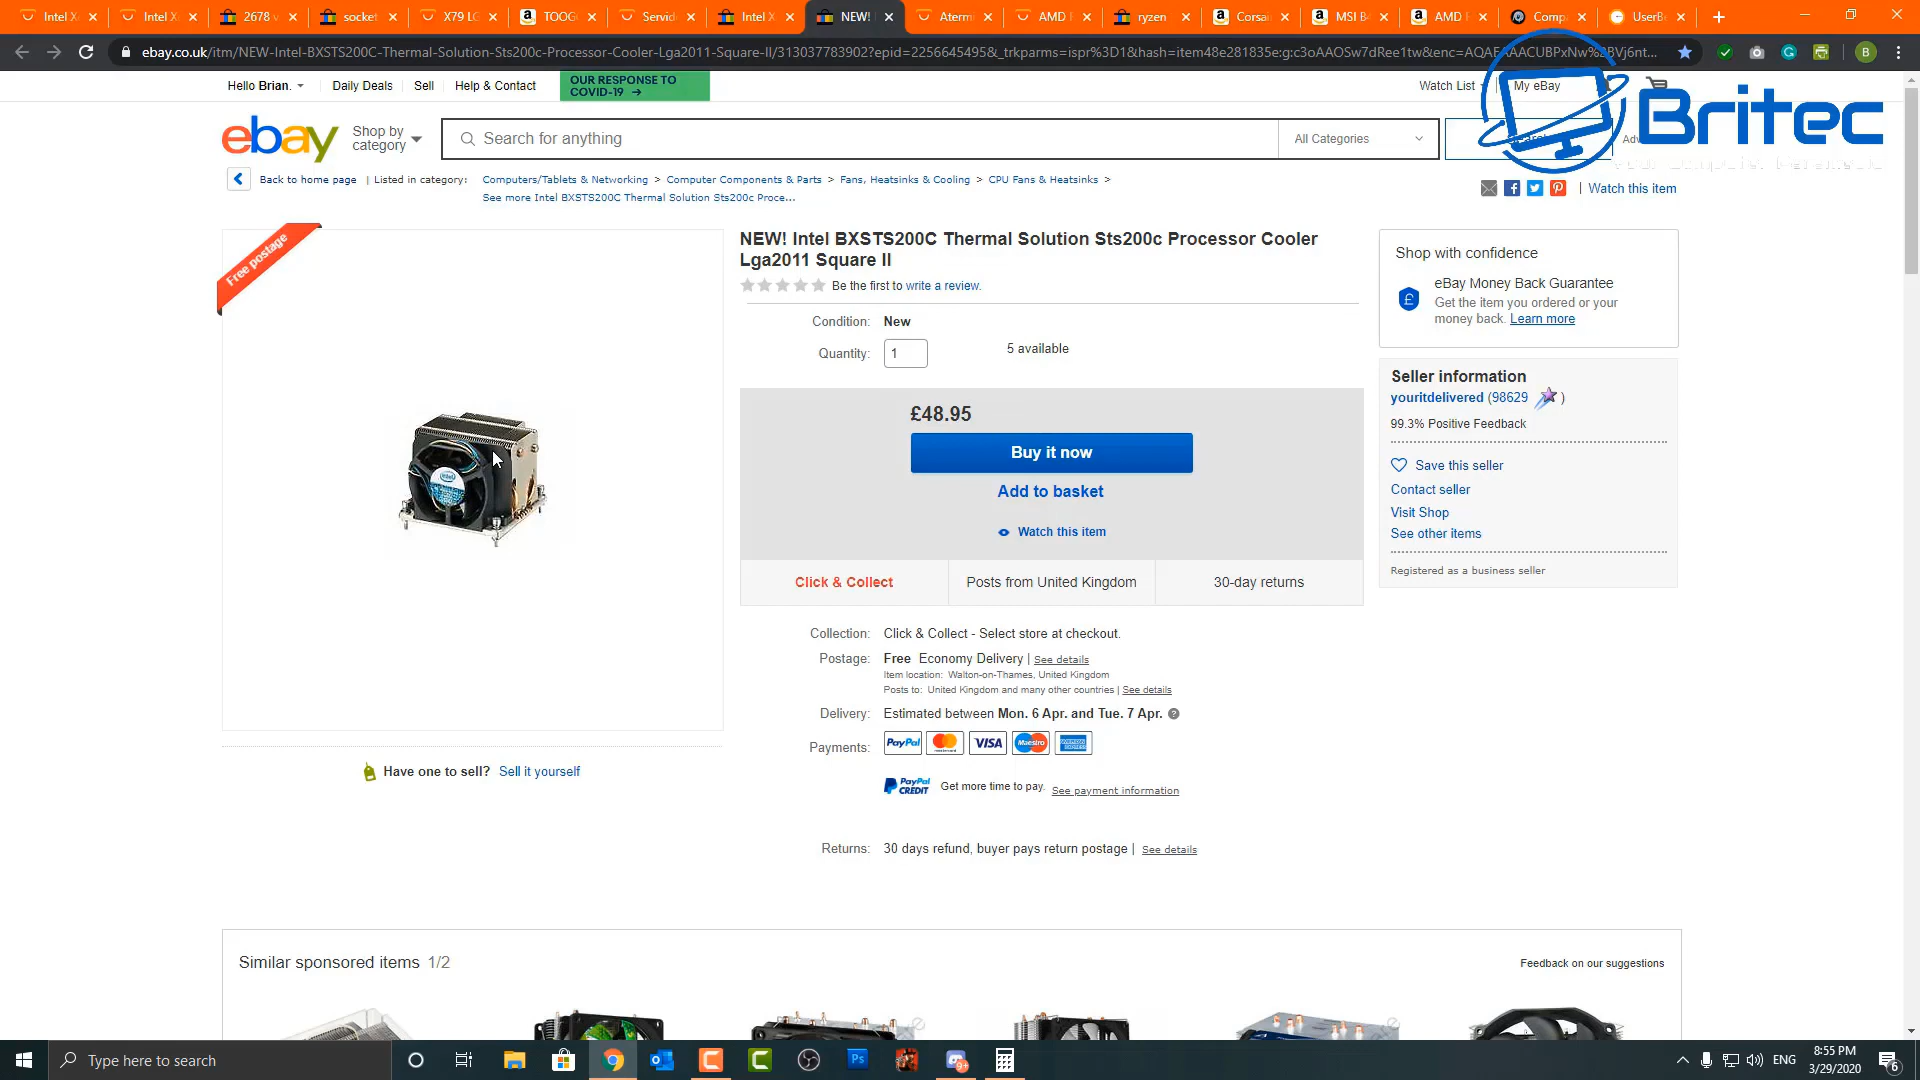 Intel X
Intel X
2678 v
socket
X79 LG
TOOG
Servid
Intel X
NEW!
Aterm
AMD
ryzen
Corsa
MSI B
AMD
Comp
UserB
ebay.co.uk/itm/NEW-Intel-BXSTS200C-Thermal-Solution-Sts200c-Processor-Cooler-Lga2011-Square-II/313037783902?epid=2256645495&_trkparms=ispr%3D1&hash=item48e281835e:g:c3oAAOSw7dRee1tw&enc=
B
Hello Brian.
Daily Deals
Sell
Help & Contact
OUR RESPONSE TO
COVID-19 →
Watch List
My eBay
Britec
ebay
Shop by
category
Search for anything
All Categories
Back to home page
Listed in category:
Computers/Tablets & Networking > Computer Components & Parts > Fans, Heatsinks & Cooling > CPU Fans & Heatsinks >
See more Intel BXSTS200C Thermal Solution Sts200c Proce...
| Watch this item
Free postage
NEW! Intel BXSTS200C Thermal Solution Sts200c Processor Cooler
Lga2011 Square II
Be the first to write a review.
Condition: New
Quantity: 1
5 available
£48.95
Buy it now
Add to basket
Watch this item
Click & Collect
Posts from United Kingdom
30-day returns
Collection: Click & Collect - Select store at checkout.
Postage: Free Economy Delivery | See details
Item location: Walton-on-Thames, United Kingdom
Posts to: United Kingdom and many other countries | See details
Delivery: Estimated between Mon. 6 Apr. and Tue. 7 Apr.
Payments: PayPal VISA Maestro
PayPal CREDIT Get more time to pay. See payment information
Returns: 30 days refund, buyer pays return postage | See details
Have one to sell? Sell it yourself
Shop with confidence
eBay Money Back Guarantee
Get the item you ordered or your
money back. Learn more
Seller information
youritdelivered (98629 )
99.3% Positive Feedback
Save this seller
Contact seller
Visit Shop
See other items
Registered as a business seller
Similar sponsored items 1/2
Feedback on our suggestions
Type here to search
Ps
9+
ENG
8:55 PM
3/29/2020
6